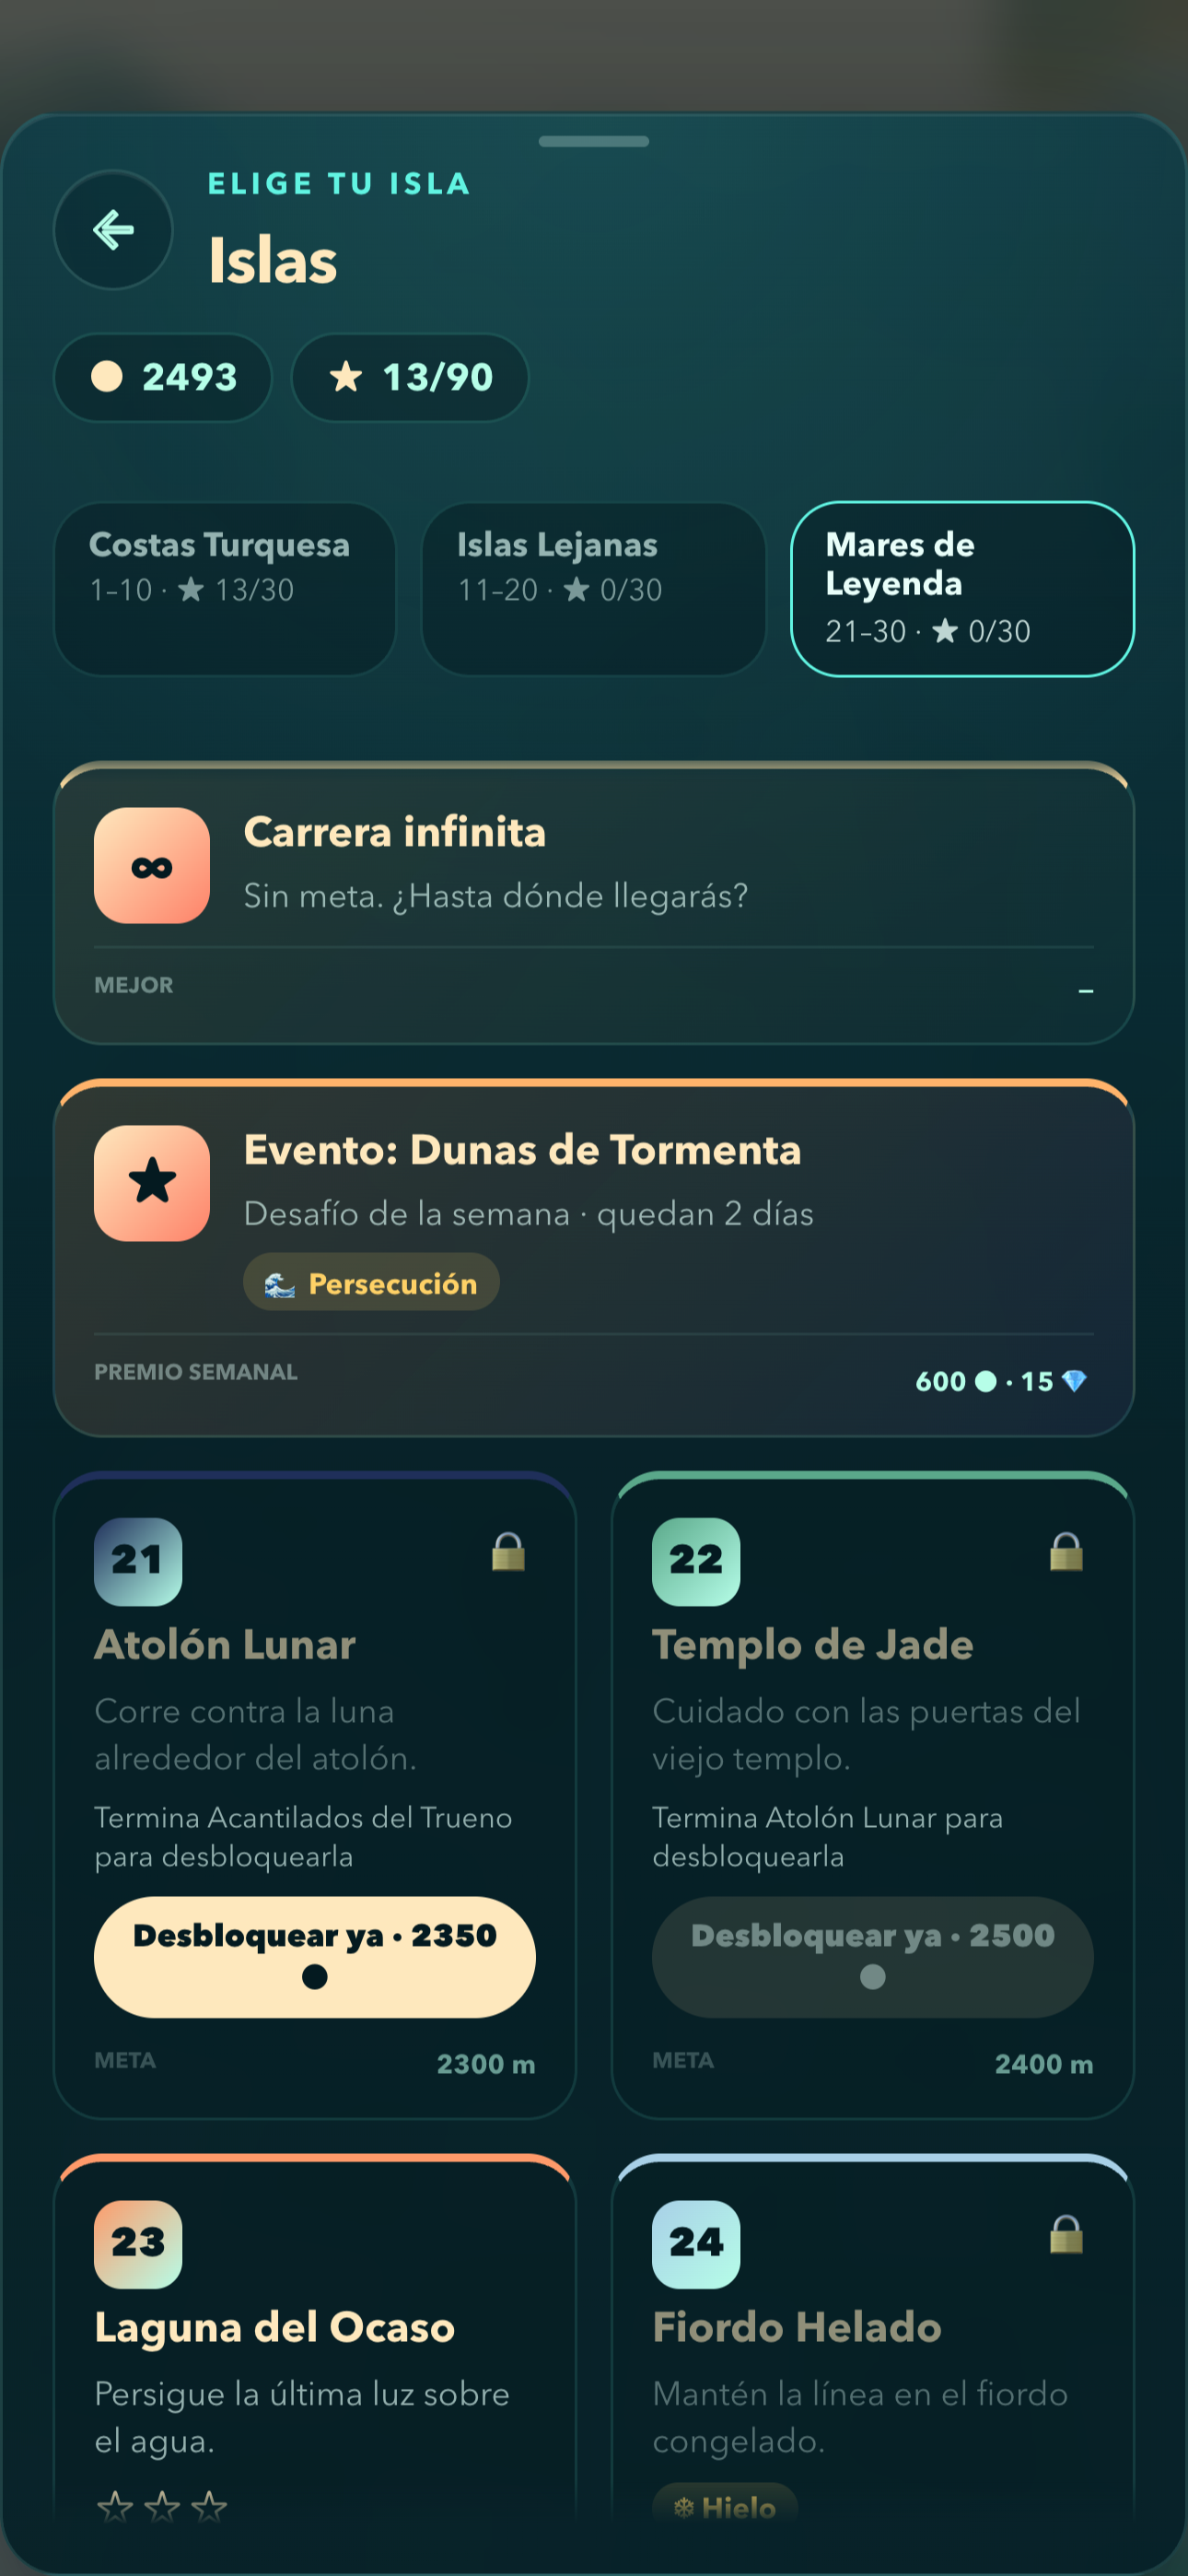 ELIGE TU ISLA
Islas
2493
★ 13/90
Costas Turquesa
1–10 · ★ 13/30
Islas Lejanas
11–20 · ★ 0/30
Mares de
Leyenda
21–30 · ★ 0/30
∞
Carrera infinita
Sin meta. ¿Hasta dónde llegarás?
MEJOR
–
Evento: Dunas de Tormenta
Desafío de la semana · quedan 2 días
🌊 Persecución
PREMIO SEMANAL
600 ● · 15 💎
21
Atolón Lunar
Corre contra la luna
alrededor del atolón.
Termina Acantilados del Trueno
para desbloquearla
Desbloquear ya · 2350
●
META
2300 m
22
Templo de Jade
Cuidado con las puertas del
viejo templo.
Termina Atolón Lunar para
desbloquearla
Desbloquear ya · 2500
●
META
2400 m
23
Laguna del Ocaso
Persigue la última luz sobre
el agua.
☆☆☆
24
Fiordo Helado
Mantén la línea en el fiordo
congelado.
❄ Hielo